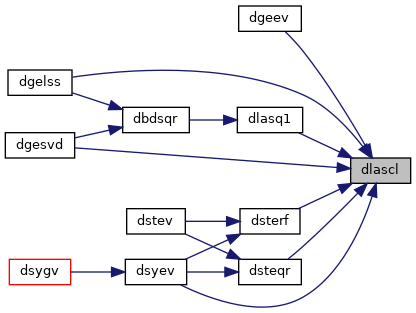 dgeev
dgelss
dbdsqr
dlasq1
dgesvd
dlascl
dstev
dsterf
dsygv
dsyev
dsteqr